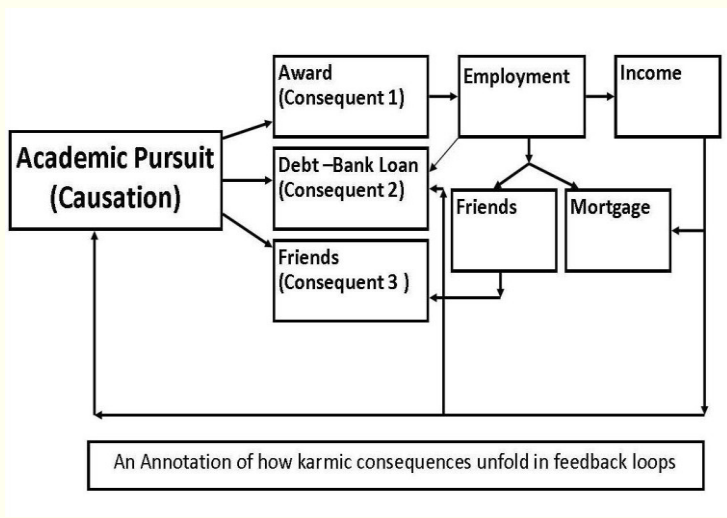 Award
(Consequent 1)
Employment
Income
Academic Pursuit
(Causation)
Debt –Bank Loan
(Consequent 2)
Friends
Mortgage
Friends
(Consequent 3 )
An Annotation of how karmic consequences unfold in feedback loops